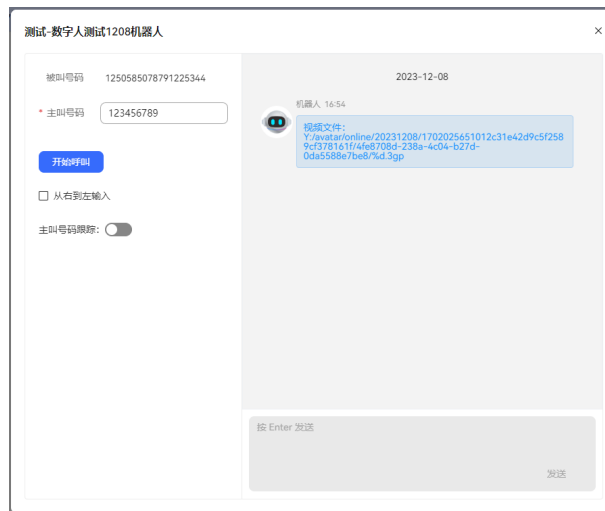 测试-数字人测试1208机器人
×
被叫号码 1250585078791225344
* 主叫号码 123456789
开始呼叫
从右到左输入
主叫号码跟踪:
2023-12-08
机器人 16:54
视频文件:
Y:/avatar/online/20231208/1702025651012c31e42d9c5f258
9cf378161f/4fe8708d-238a-4c04-b27d-
0da5588e7be8/%d.3gp
按 Enter 发送
发送